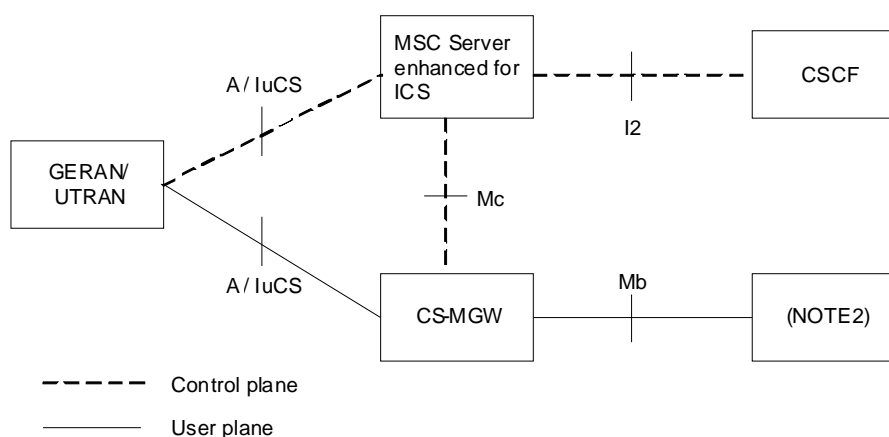 MSC Server
enhanced for
ICS
CSCF
A / IuCS
I2
GERAN/
UTRAN
Mc
A / IuCS
Mb
CS-MGW
(NOTE2)
Control plane
User plane